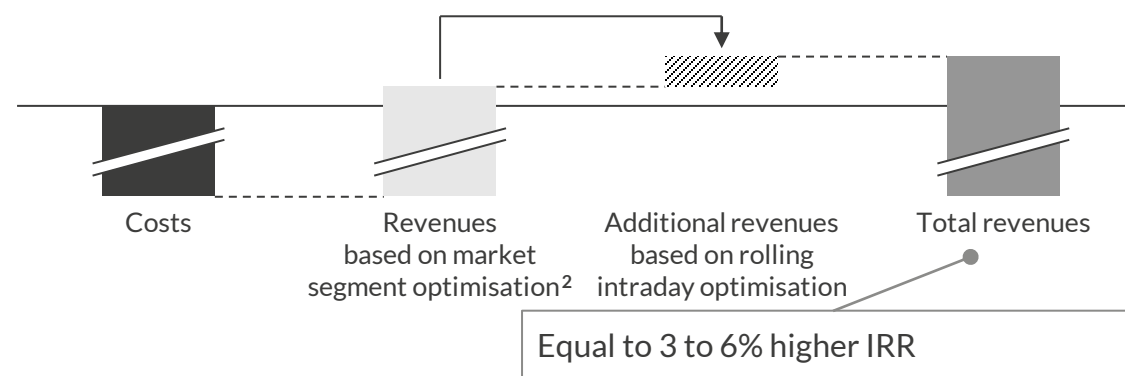 Costs
Revenues
based on market
segment optimisation²
Additional revenues
based on rolling
intraday optimisation
Total revenues
Equal to 3 to 6% higher IRR